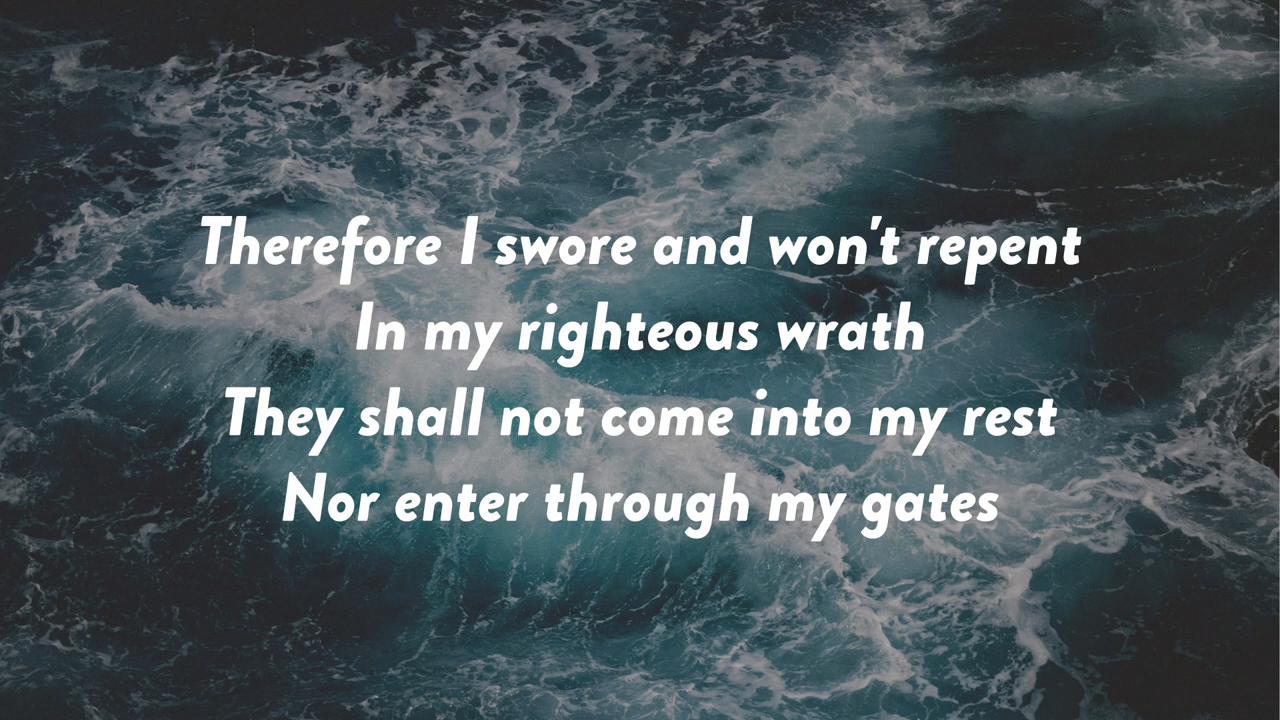 Therefore I swore and won't repent
In my righteous wrath
They shall not come into my rest
Nor enter through my gates